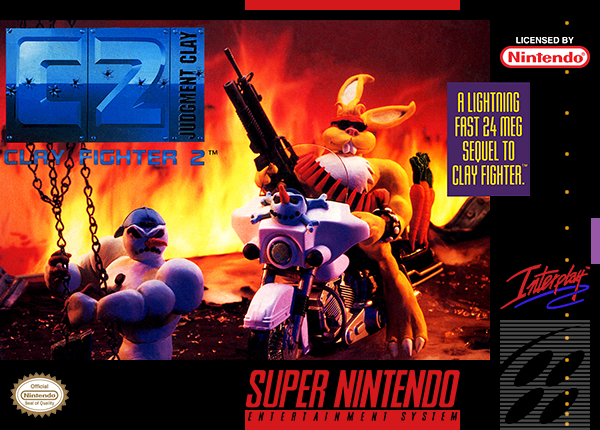 C2
JUDGMENT CLAY
CLAY FIGHTER 2™
LICENSED BY
Nintendo®
A LIGHTNING
FAST 24 MEG
SEQUEL TO
CLAY FIGHTER.™
Interplay™
Official
Nintendo
Seal of Quality
SUPER NINTENDO
ENTERTAINMENT SYSTEM